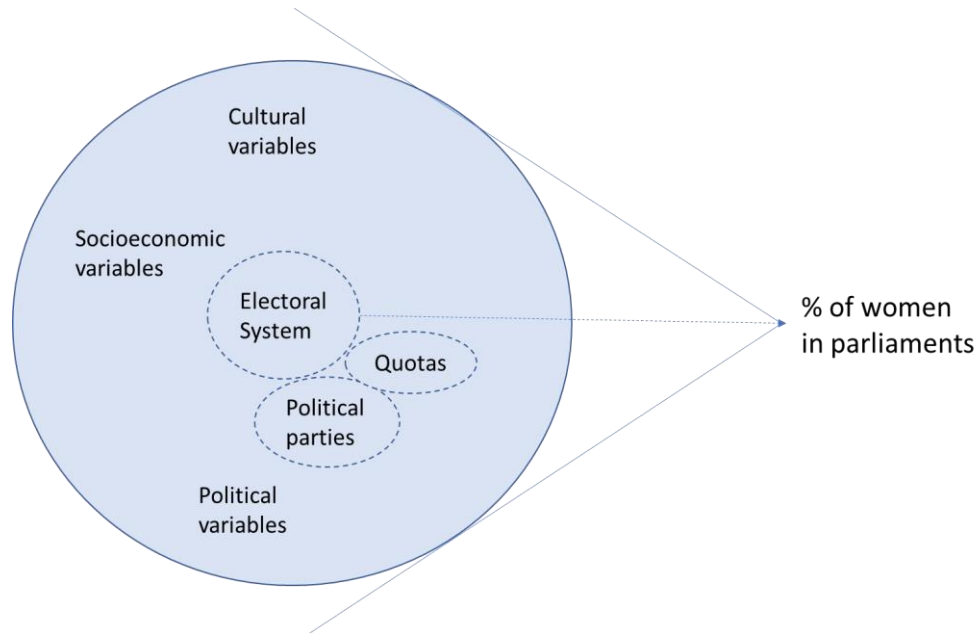 Cultural
variables
Socioeconomic
variables
Electoral
System
Quotas
Political
parties
Political
variables
% of women
in parliaments